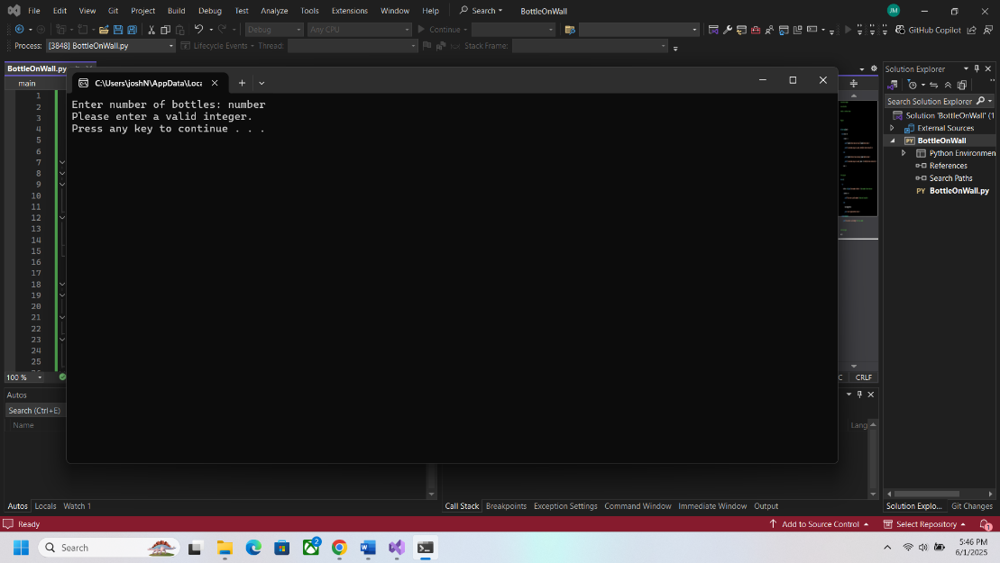 File Edit View Git Project Build Debug Test Analyze Tools Extensions Window Help Search BottleOnWall JM
Debug Any CPU Continue GitHub Copilot
Process: [3848] BottleOnWall.py Lifecycle Events Thread: Stack Frame:
BottleOnWall.py
main
1
2
3
4
5
6
7
8
9
10
11
12
13
14
15
16
17
18
19
20
21
22
23
24
25
C:\Users\joshN\AppData\Loca
Enter number of bottles: number
Please enter a valid integer.
Press any key to continue . . .
Solution Explorer
Search Solution Explorer
Solution 'BottleOnWall' (1 of 1 project)
External Sources
BottleOnWall
Python Environmen
References
Search Paths
BottleOnWall.py
100 %
C CRLF
Autos
Search (Ctrl+E)
Name
Lang
Autos Locals Watch 1
Call Stack Breakpoints Exception Settings Command Window Immediate Window Output
Solution Explo... Git Changes
Ready Add to Source Control Select Repository 1
Search 2
5:46 PM
6/1/2025